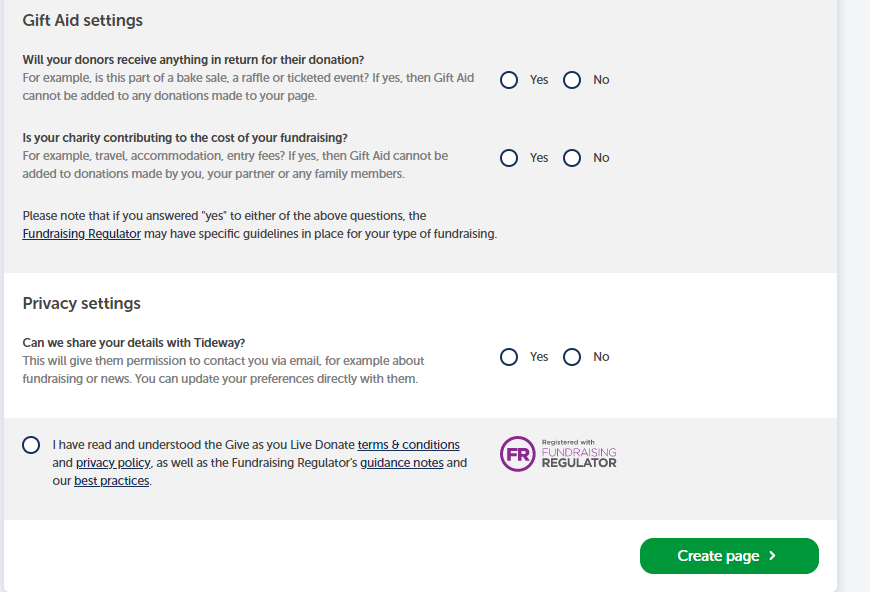 Gift Aid settings
Will your donors receive anything in return for their donation?
For example, is this part of a bake sale, a raffle or ticketed event? If yes, then Gift Aid
cannot be added to any donations made to your page.
Yes No
Is your charity contributing to the cost of your fundraising?
For example, travel, accommodation, entry fees? If yes, then Gift Aid cannot be
added to donations made by you, your partner or any family members.
Yes No
Please note that if you answered "yes" to either of the above questions, the
Fundraising Regulator may have specific guidelines in place for your type of fundraising.
Privacy settings
Can we share your details with Tideway?
This will give them permission to contact you via email, for example about
fundraising or news. You can update your preferences directly with them.
Yes No
I have read and understood the Give as you Live Donate terms & conditions
and privacy policy, as well as the Fundraising Regulator's guidance notes and
our best practices.
FR
Registered with
FUNDRAISING
REGULATOR
Create page